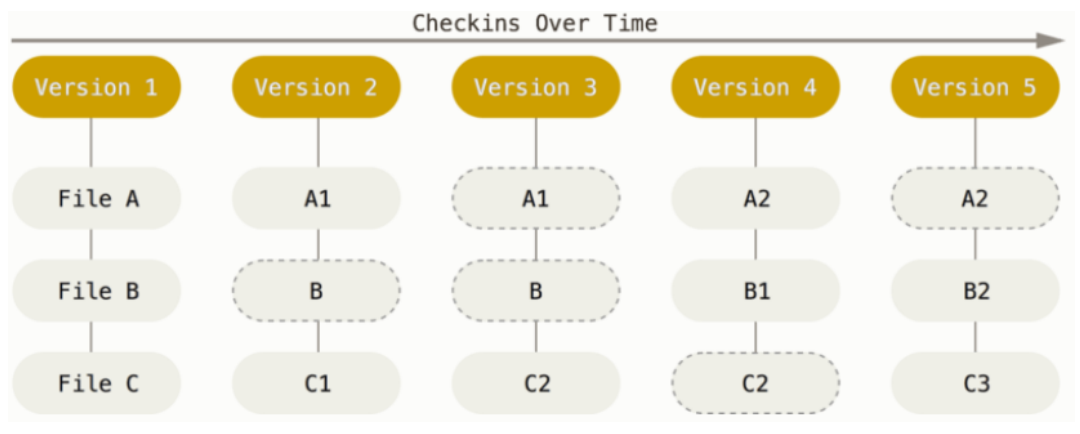 Checkins Over Time
Version 1 Version 2 Version 3 Version 4 Version 5
File A A1 A1 A2 A2
File B B B B1 B2
File C C1 C2 C2 C3